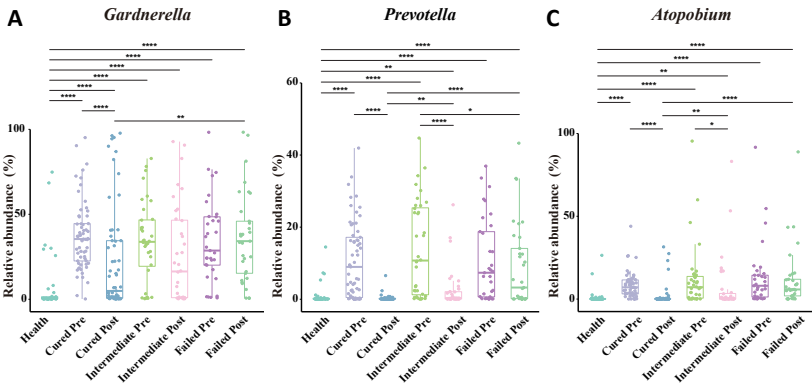 A
Gardnerella
****
****
****
****
****
****
****
**
Relative abundance (%)
100
50
0
Health
Cured Pre
Cured Post
Intermediate Pre
Intermediate Post
Failed Pre
Failed Post
B
Prevotella
****
****
**
****
****
****
**
*
****
****
Relative abundance (%)
60
40
20
0
Health
Cured Pre
Cured Post
Intermediate Pre
Intermediate Post
Failed Pre
Failed Post
C
Atopobium
****
****
**
****
****
****
**
****
*
Relative abundance (%)
100
50
0
Health
Cured Pre
Cured Post
Intermediate Pre
Intermediate Post
Failed Pre
Failed Post